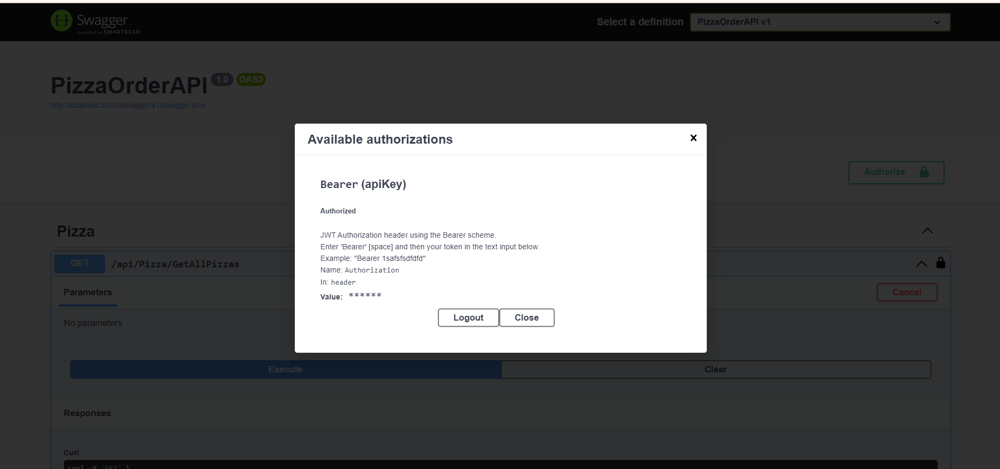 Swagger
Supported by SMARTBEAR
Select a definition
PizzaOrderAPI v1
PizzaOrderAPI 1.0 OAS3
http://localhost:5292/swagger/v1/swagger.json
Available authorizations
Bearer (apiKey)
Authorized
JWT Authorization header using the Bearer scheme.
Enter 'Bearer' [space] and then your token in the text input below.
Example: "Bearer 1safsfsdfdfd"
Name: Authorization
In: header
Value: ******
Logout
Close
Authorize
Pizza
GET /api/Pizza/GetAllPizzas
Parameters
Cancel
No parameters
Execute
Clear
Responses
Curl
curl -X 'GET' \